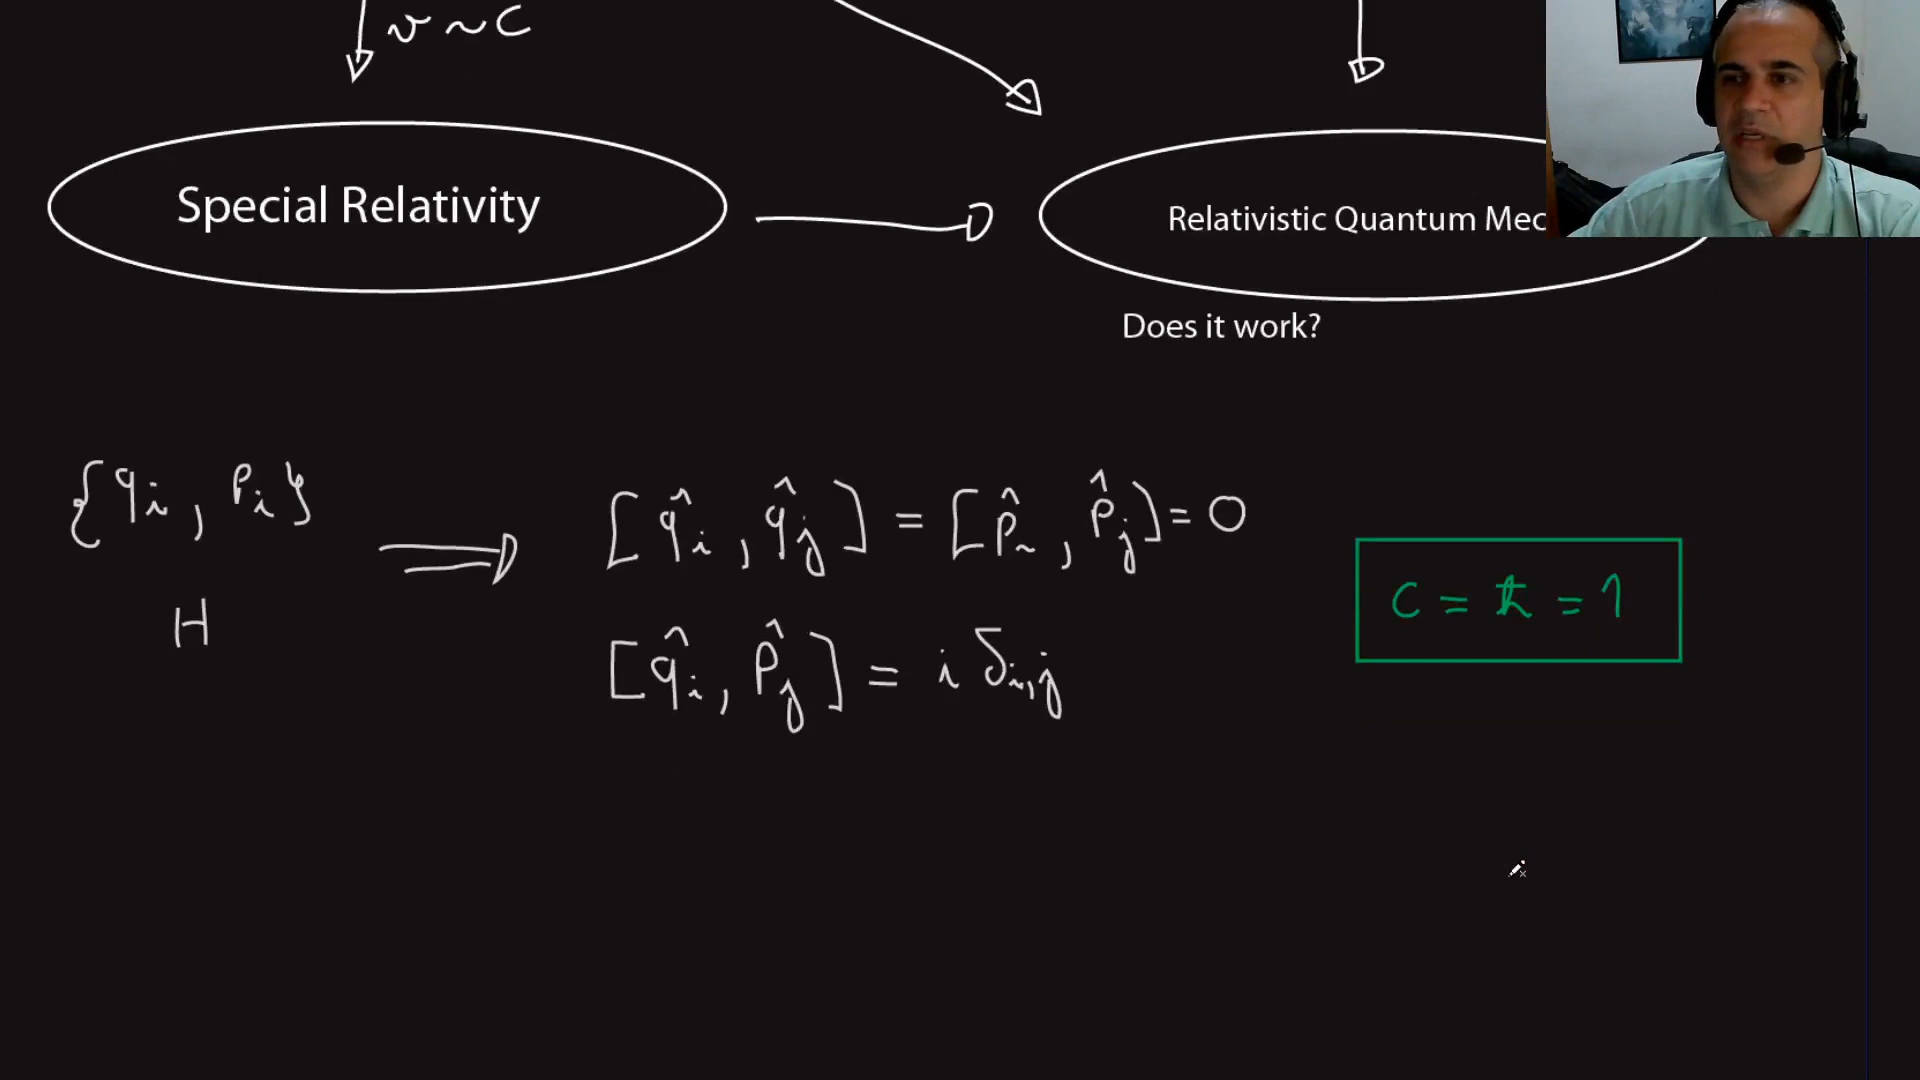 v ~ c
Special Relativity
Relativistic Quantum Mec
Does it work?
{qᵢ, pᵢ}
H
[q̂ᵢ, q̂ⱼ] = [p̂ᵢ, p̂ⱼ] = 0
[q̂ᵢ, p̂ⱼ] = i δᵢ,ⱼ
c = ħ = 1